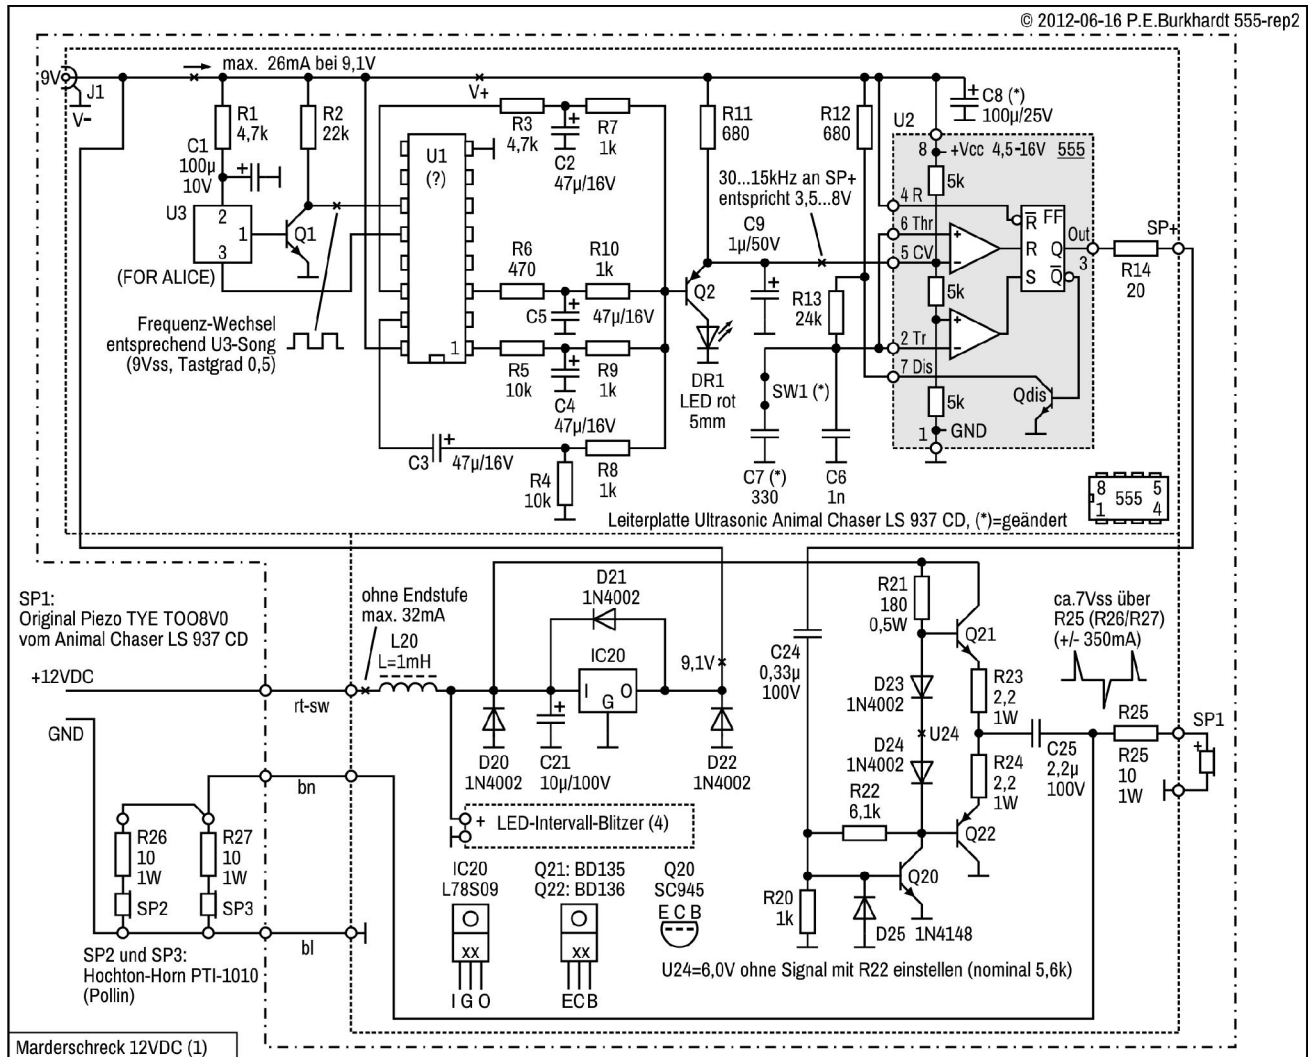 © 2012-06-16 P.E.Burkhardt 555-rep2
9V
J1
V-
max. 26mA bei 9,1V
V+
R1
4,7k
R2
22k
C1
100µ
10V
U3
2
1
3
(FOR ALICE)
Q1
Frequenz-Wechsel
entsprechend U3-Song
(9Vss, Tastgrad 0,5)
U1
(?)
1
R3
4,7k
R7
1k
C2
47µ/16V
R6
470
R10
1k
C5
47µ/16V
R5
10k
R9
1k
C4
47µ/16V
C3
47µ/16V
R4
10k
R8
1k
R11
680
R12
680
30...15kHz an SP+
entspricht 3,5...8V
C9
1µ/50V
Q2
DR1
LED rot
5mm
R13
24k
SW1 (*)
C7 (*)
330
C6
1n
C8 (*)
100µ/25V
U2
8
+Vcc 4,5-16V 555
5k
4 R
6 Thr
5 CV
5k
2 Tr
7 Dis
5k
1
GND
R FF
R Q
S Q
Qdis
Out
3
SP+
R14
20
8 5
555
1 4
Leiterplatte Ultrasonic Animal Chaser LS 937 CD, (*)=geändert
SP1:
Original Piezo TYE TOO8V0
vom Animal Chaser LS 937 CD
+12VDC
GND
rt-sw
bn
bl
ohne Endstufe
max. 32mA
L20
L=1mH
D21
1N4002
IC20
I O
G
9,1V
D20
1N4002
C21
10µ/100V
D22
1N4002
+ LED-Intervall-Blitzer (4)
R26
10
1W
R27
10
1W
SP2
SP3
SP2 und SP3:
Hochton-Horn PTI-1010
(Pollin)
IC20
L78S09
xx
I G O
Q21: BD135
Q22: BD136
xx
ECB
Q20
SC945
E C B
C24
0,33µ
100V
R21
180
0,5W
Q21
D23
1N4002
U24
D24
1N4002
R22
6,1k
R23
2,2
1W
R24
2,2
1W
Q22
Q20
R20
1k
D25 1N4148
C25
2,2µ
100V
ca.7Vss über
R25 (R26/R27)
(+/- 350mA)
R25
R25
10
1W
SP1
+
U24=6,0V ohne Signal mit R22 einstellen (nominal 5,6k)
Marderschreck 12VDC (1)